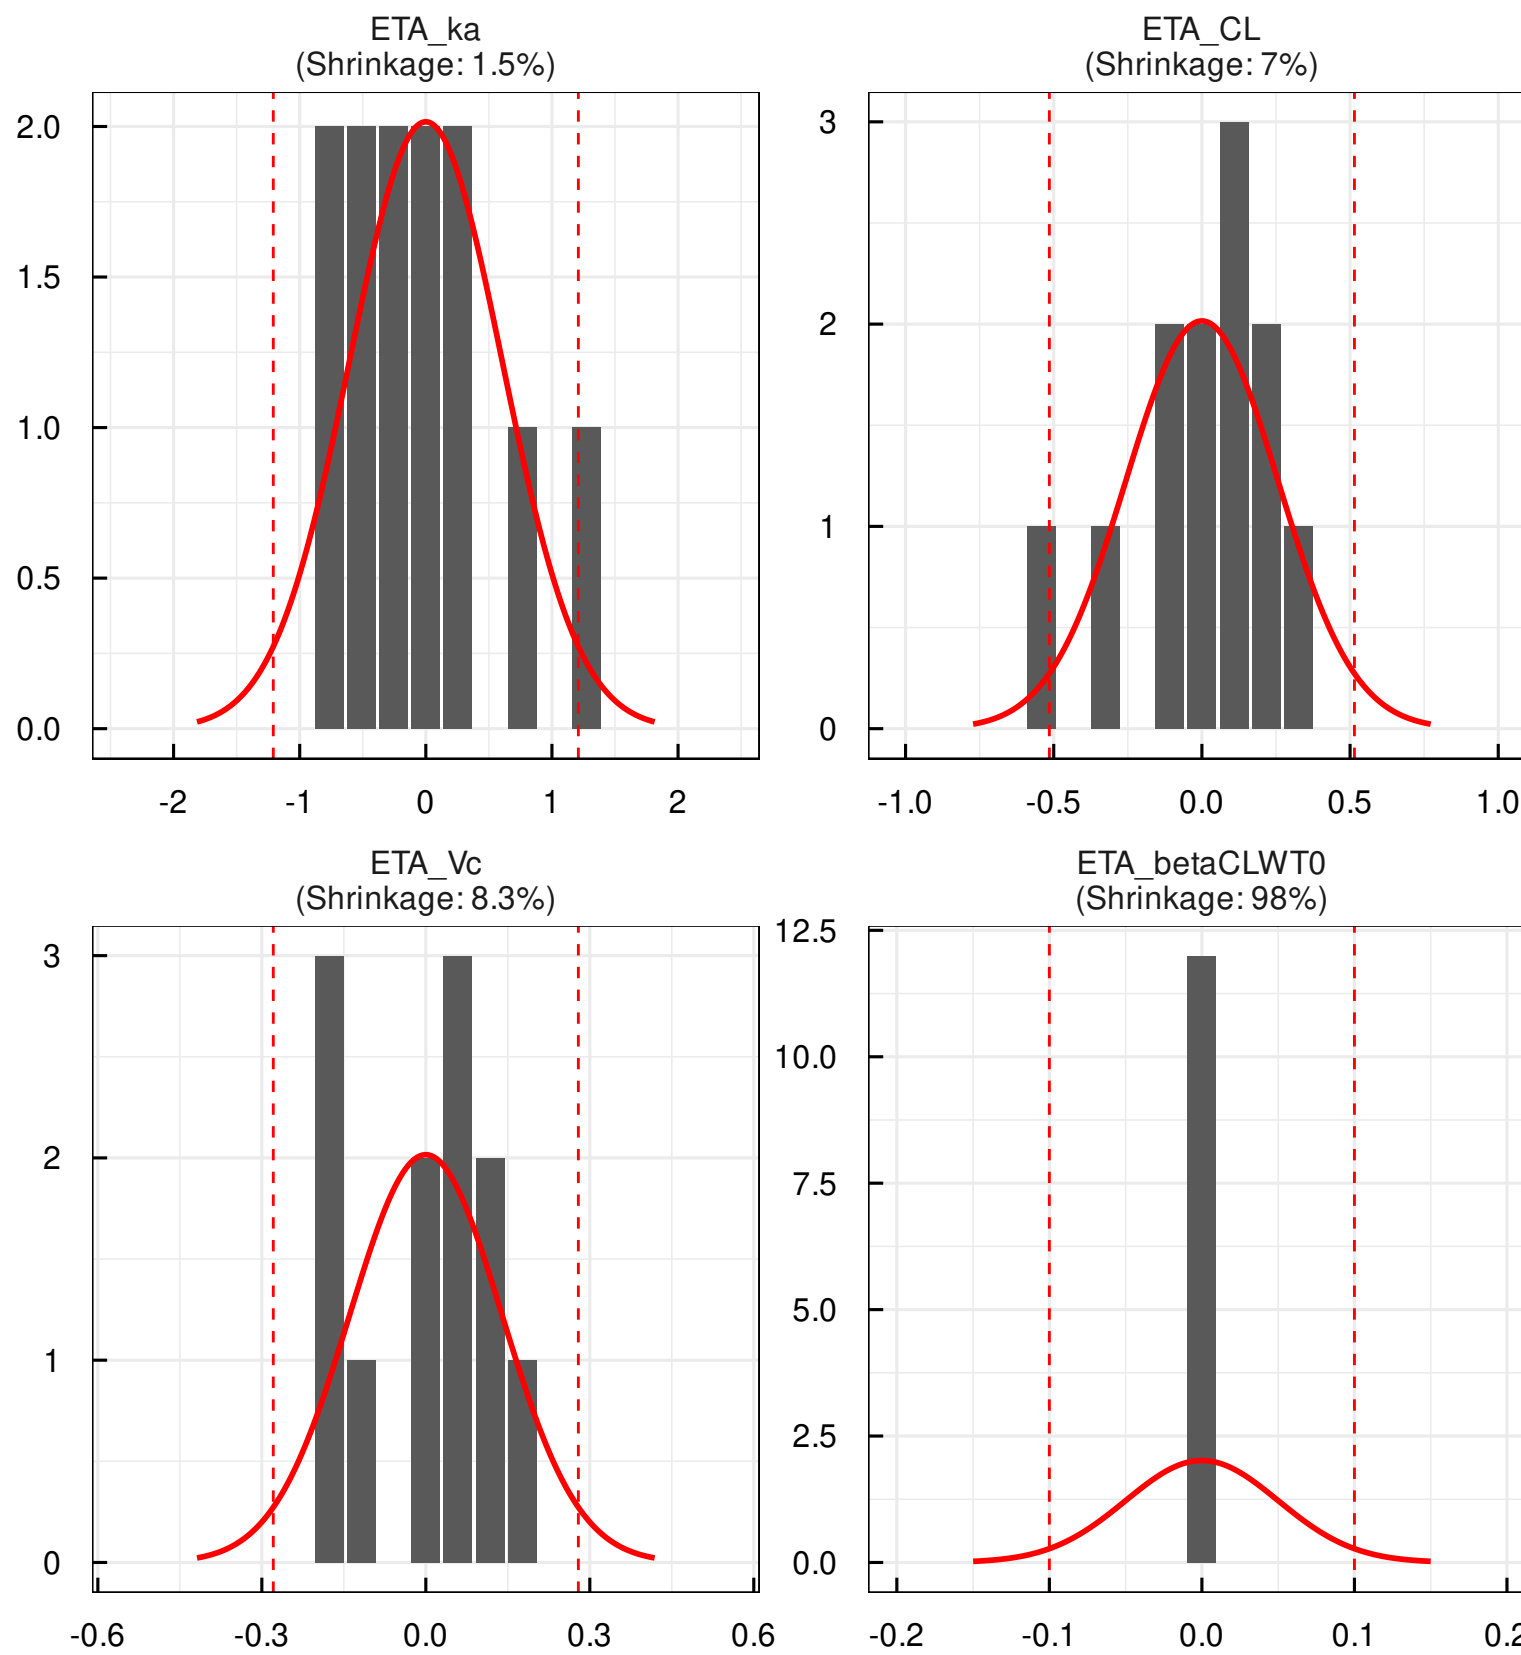 ETA_ka
(Shrinkage: 1.5%)
2.0
1.5
1.0
0.5
0.0
-2 -1 0 1 2
ETA_CL
(Shrinkage: 7%)
3
2
1
0
-1.0 -0.5 0.0 0.5 1.0
ETA_Vc
(Shrinkage: 8.3%)
3
2
1
0
-0.6 -0.3 0.0 0.3 0.6
ETA_betaCLWT0
(Shrinkage: 98%)
12.5
10.0
7.5
5.0
2.5
0.0
-0.2 -0.1 0.0 0.1 0.2